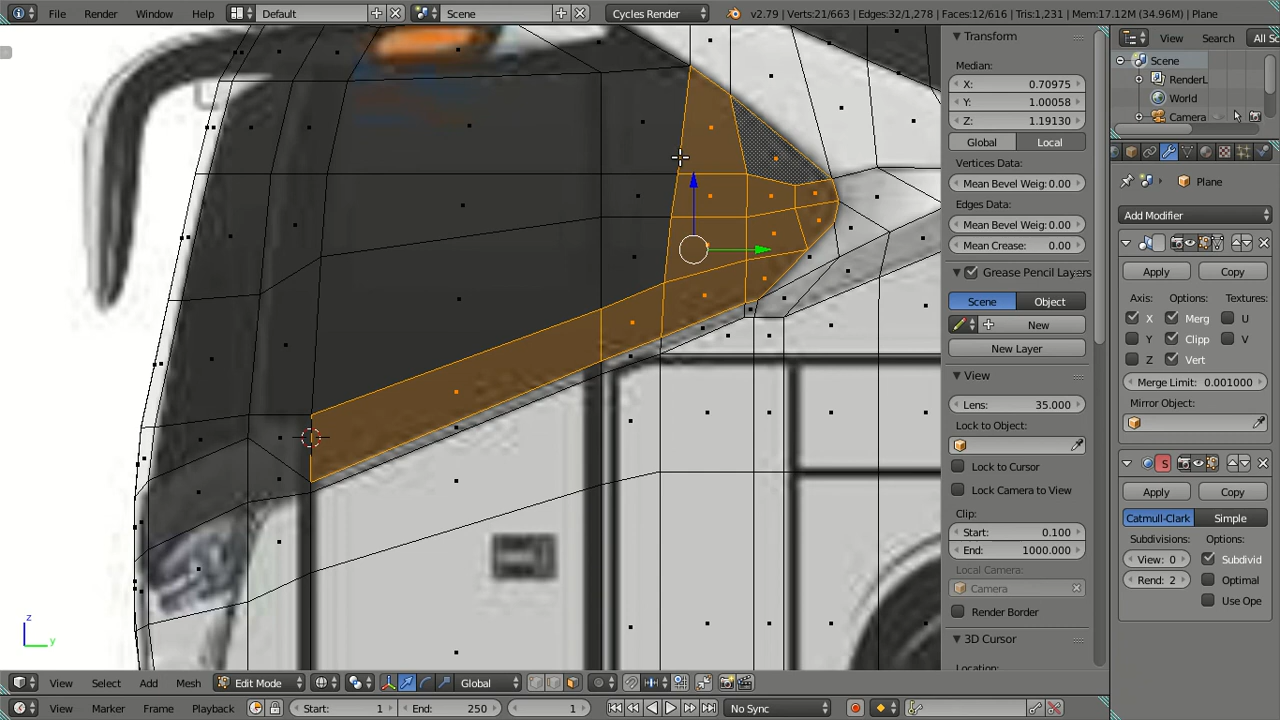 File Render Window Help Default Scene Cycles Render v2.79 | Verts:21/663 | Edges:32/1,278 | Faces:12/616 | Tris:1,231 | Mem:17.12M (34.96M) | Plane
Transform
Median:
X: 0.70975
Y: 1.00058
Z: 1.19130
Global Local
Vertices Data:
Mean Bevel Weig: 0.00
Edges Data:
Mean Bevel Weig: 0.00
Mean Crease: 0.00
Grease Pencil Layers
Scene Object
New
New Layer
View
Lens: 35.000
Lock to Object:
Lock to Cursor
Lock Camera to View
Clip:
Start: 0.100
End: 1000.000
Local Camera:
Camera
Render Border
3D Cursor
Location:
View Search All Sc
Scene
RenderL
World
Camera
Plane
Add Modifier
Apply Copy
Axis: Options: Textures:
X Merg U
Y Clipp V
Z Vert
Merge Limit: 0.001000
Mirror Object:
S
Apply Copy
Catmull-Clark Simple
Subdivisions: Options:
View: 0 Subdivid
Rend: 2 Optimal
Use Ope
z
y
View Select Add Mesh Edit Mode Global
View Marker Frame Playback Start: 1 End: 250 1 No Sync